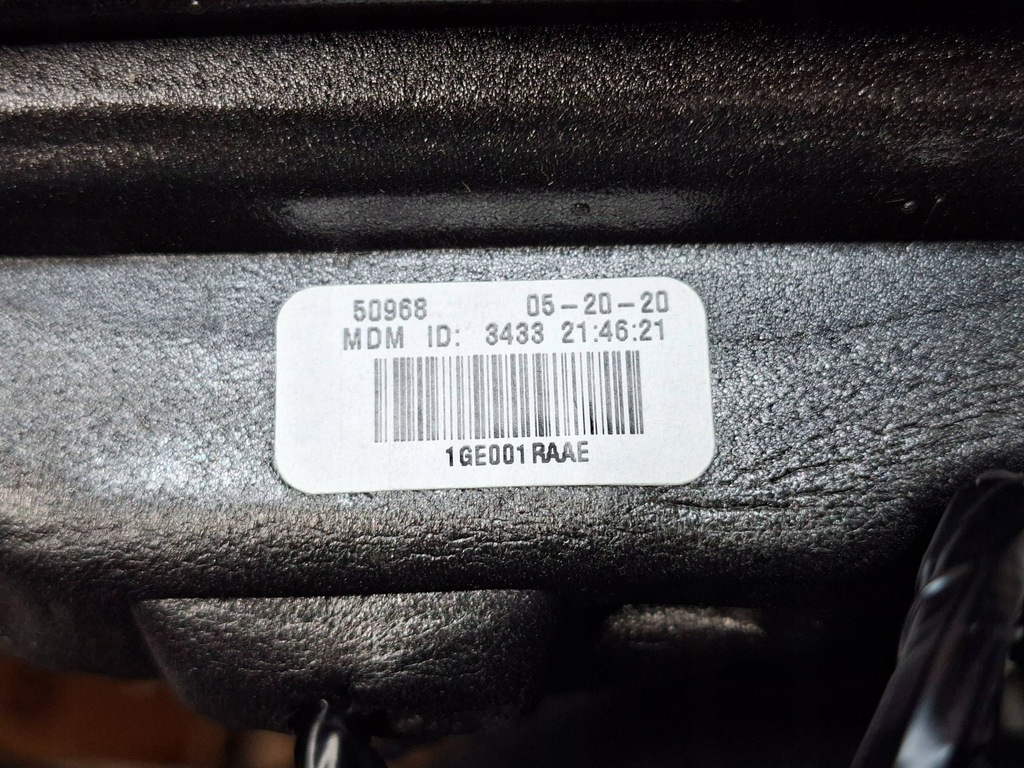 50968 05-20-20
MDM ID: 3433 21:46:21
1GE001RAAE